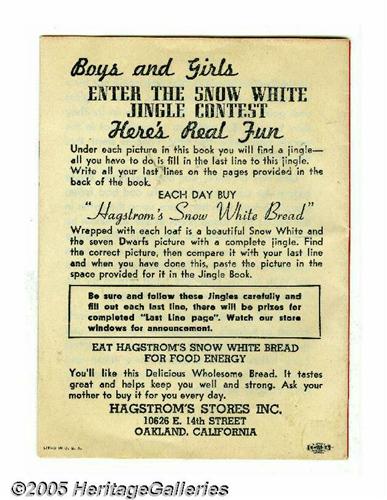 Boys and Girls
ENTER THE SNOW WHITE
JINGLE CONTEST
Here's Real Fun
Under each picture in this book you will find a jingle—
all you have to do is fill in the last line to this jingle.
Write all your last lines on the pages provided in the
back of the book.
EACH DAY BUY
"Hagstrom's Snow White Bread"
Wrapped with each loaf is a beautiful Snow White and
the seven Dwarfs picture with a complete jingle. Find
the correct picture, then compare it with your last line
and when you have done this, paste the picture in the
space provided for it in the Jingle Book.
Be sure and follow these Jingles carefully and
fill out each last line, there will be prizes for
completed "Last Line page". Watch our store
windows for announcement.
EAT HAGSTROM'S SNOW WHITE BREAD
FOR FOOD ENERGY
You'll like this Delicious Wholesome Bread. It tastes
great and helps keep you well and strong. Ask your
mother to buy it for you every day.
HAGSTROM'S STORES INC.
10626 E. 14th STREET
OAKLAND, CALIFORNIA
LITHO IN U. S. A.
©2005 HeritageGalleries